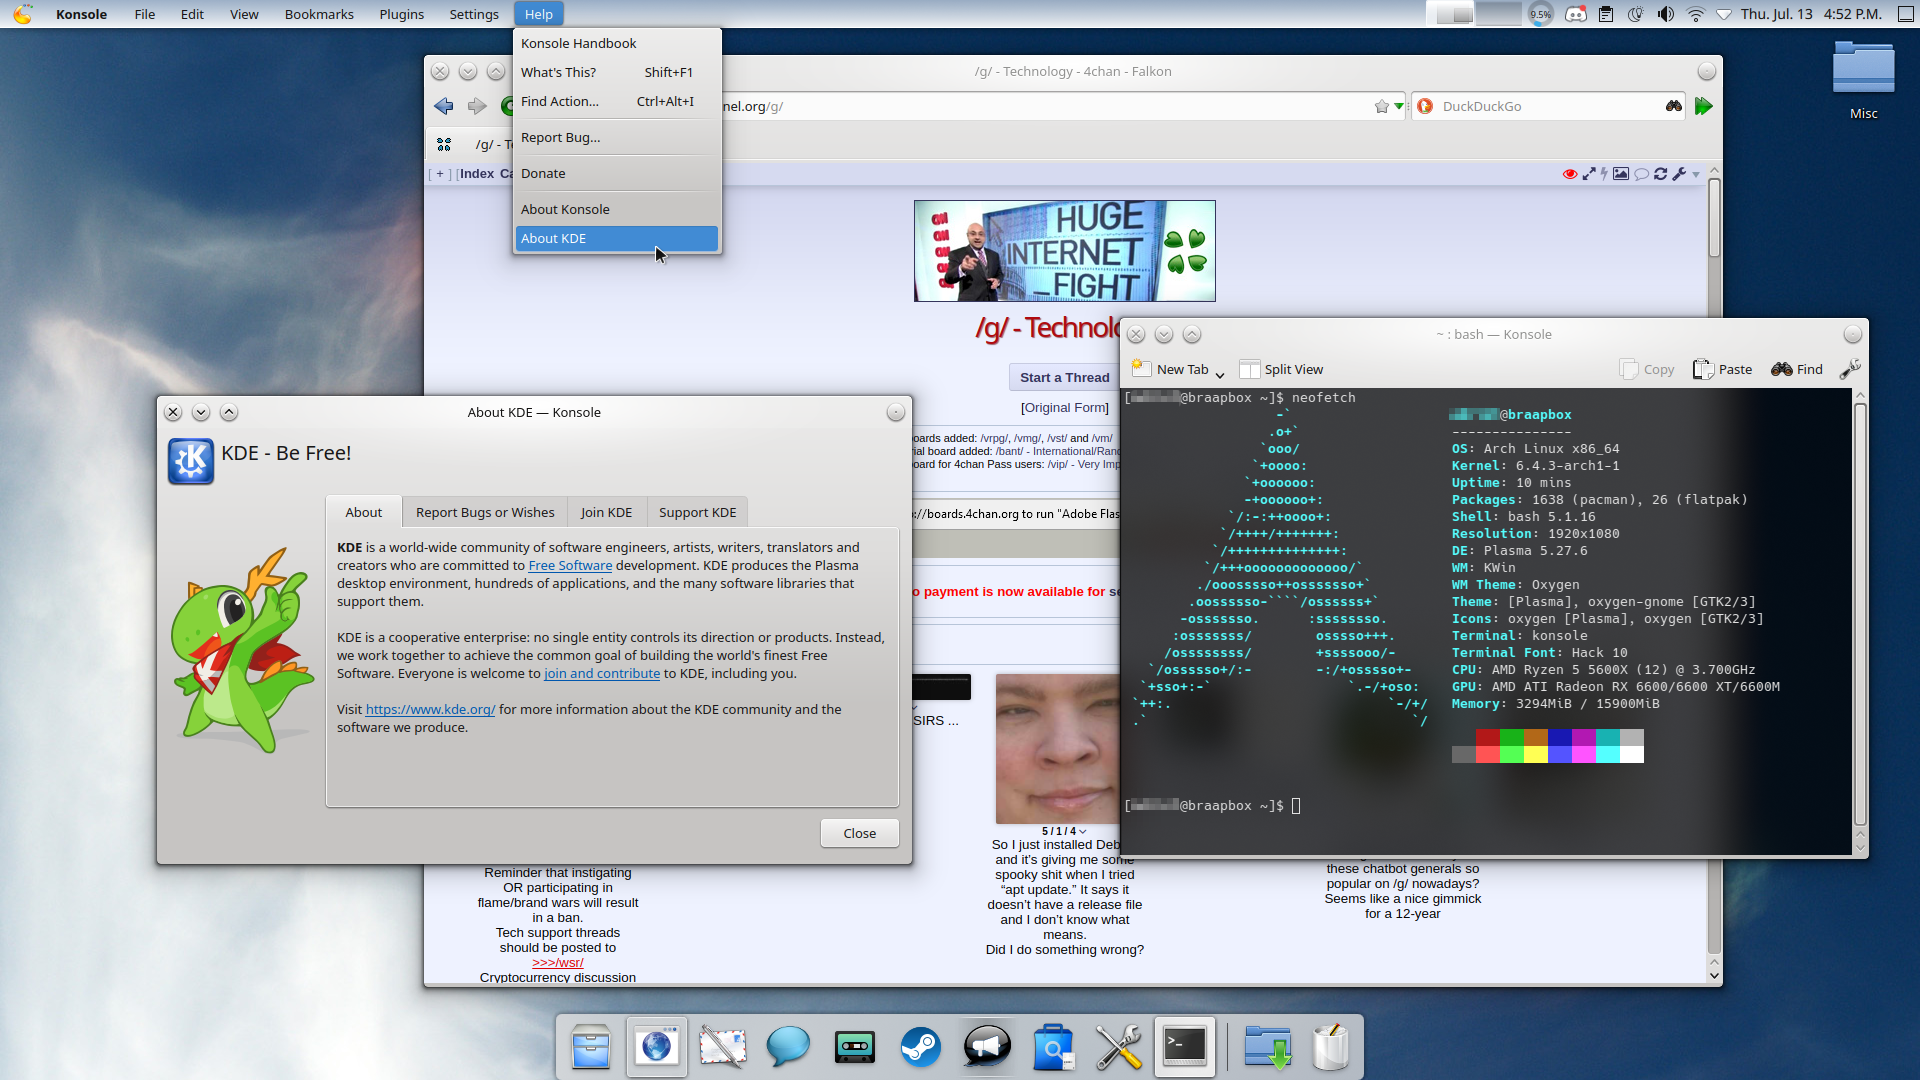 Konsole File Edit View Bookmarks Plugins Settings Help
9.5%
Thu. Jul. 13 4:52 P.M.
Konsole Handbook
What's This? Shift+F1
Find Action... Ctrl+Alt+I
Report Bug...
Donate
About Konsole
About KDE
Misc
/g/ - Technology - 4chan - Falkon
nel.org/g/
DuckDuckGo
/g/ - T
[ + ] [Index Ca
HUGE
INTERNET
FIGHT
/g/ - Technolo
Start a Thread
[Original Form]
oards added: /vrpg/, /vmg/, /vst/ and /vm/
ial board added: /bant/ - International/Ran
oard for 4chan Pass users: /vip/ - Very Imp
://boards.4chan.org to run "Adobe Flas
o payment is now available for se
SIRS ...
5 / 1 / 4
So I just installed Deb
and it's giving me some
spooky shit when I tried
“apt update.” It says it
doesn't have a release file
and I don't know what
means.
Did I do something wrong?
Reminder that instigating
OR participating in
flame/brand wars will result
in a ban.
Tech support threads
should be posted to
>>>/wsr/
Cryptocurrency discussion
these chatbot generals so
popular on /g/ nowadays?
Seems like a nice gimmick
for a 12-year
About KDE — Konsole
KDE - Be Free!
About
Report Bugs or Wishes
Join KDE
Support KDE
KDE is a world-wide community of software engineers, artists, writers, translators and
creators who are committed to Free Software development. KDE produces the Plasma
desktop environment, hundreds of applications, and the many software libraries that
support them.
KDE is a cooperative enterprise: no single entity controls its direction or products. Instead,
we work together to achieve the common goal of building the world's finest Free
Software. Everyone is welcome to join and contribute to KDE, including you.
Visit https://www.kde.org/ for more information about the KDE community and the
software we produce.
Close
~ : bash — Konsole
New Tab
Split View
Copy
Paste
Find
[@braapbox ~]$ neofetch
@braapbox
---------------
OS: Arch Linux x86_64
Kernel: 6.4.3-arch1-1
Uptime: 10 mins
Packages: 1638 (pacman), 26 (flatpak)
Shell: bash 5.1.16
Resolution: 1920x1080
DE: Plasma 5.27.6
WM: KWin
WM Theme: Oxygen
Theme: [Plasma], oxygen-gnome [GTK2/3]
Icons: oxygen [Plasma], oxygen [GTK2/3]
Terminal: konsole
Terminal Font: Hack 10
CPU: AMD Ryzen 5 5600X (12) @ 3.700GHz
GPU: AMD ATI Radeon RX 6600/6600 XT/6600M
Memory: 3294MiB / 15900MiB
[@braapbox ~]$